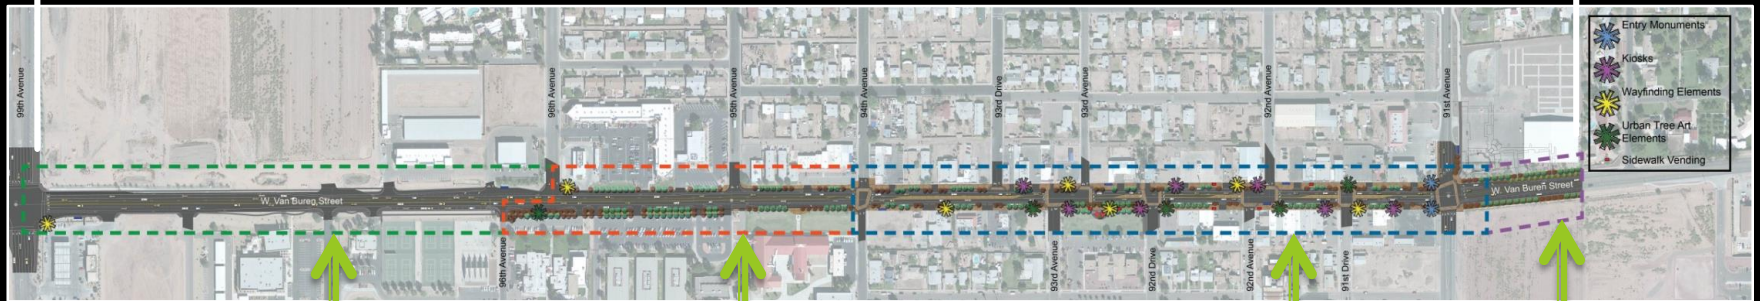 Entry Monuments
Kiosks
Wayfinding Elements
Urban Tree Art
Elements
Sidewalk Vending
99th Avenue
96th Avenue
95th Avenue
94th Avenue
93rd Drive
93rd Avenue
92nd Avenue
91st Avenue
W. Van Buren Street
W. Van Buren Street
96th Avenue
93rd Avenue
92nd Drive
92nd Avenue
91st Drive